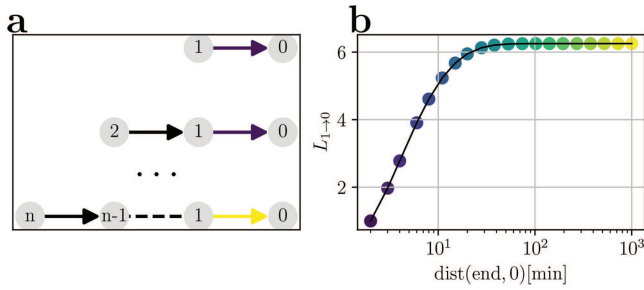 a
1 0
2 1 0
...
n n-1 1 0
b
6
4
2
L1→0
10¹ 10² 10³
dist(end, 0)[min]